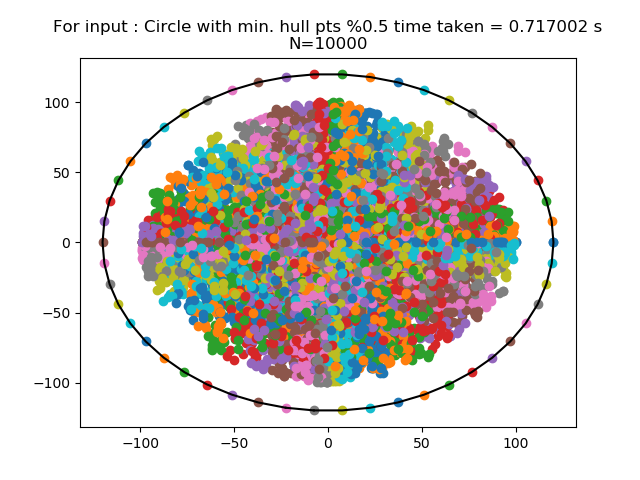 For input : Circle with min. hull pts %0.5 time taken = 0.717002 s
N=10000
100
50
0
−50
−100
−100 −50 0 50 100